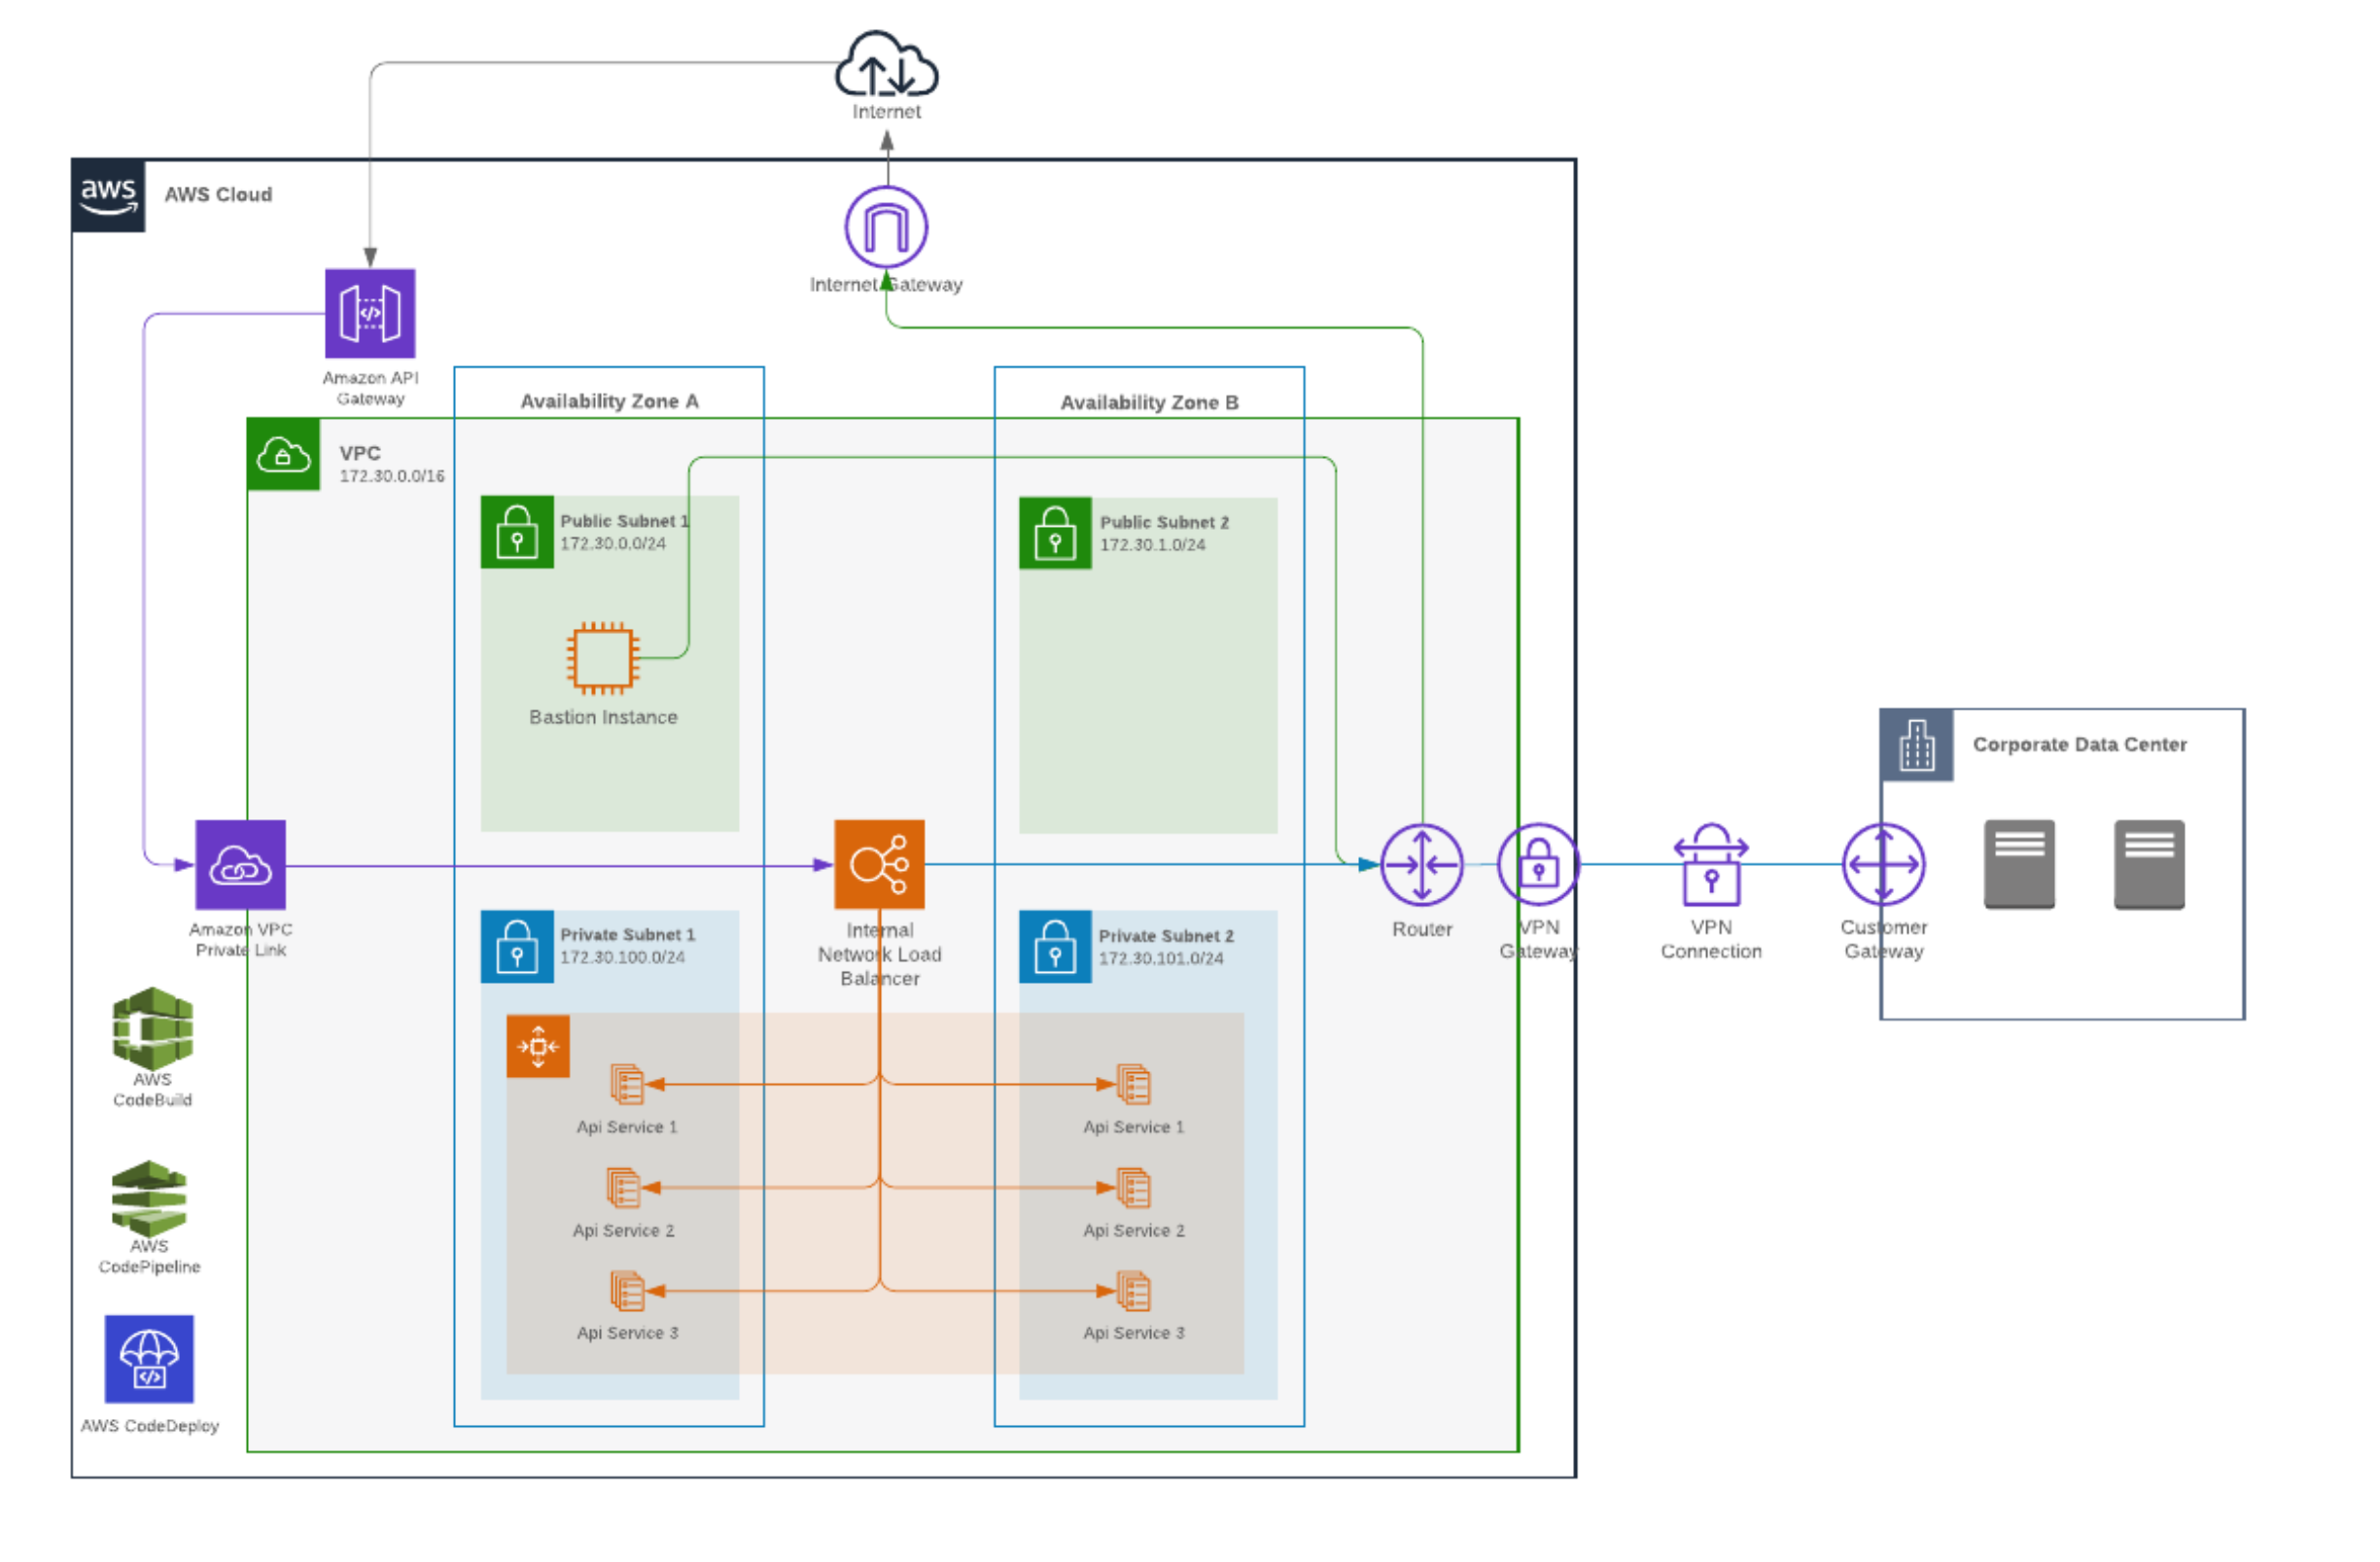 Internet
aws
AWS Cloud
Internet Gateway
Amazon API
Gateway
Availability Zone A
Availability Zone B
VPC
172.30.0.0/16
Public Subnet 1
172.30.0.0/24
Public Subnet 2
172.30.1.0/24
Bastion Instance
Corporate Data Center
Amazon VPC
Private Link
Internal
Network Load
Balancer
Router
VPN
Gateway
VPN
Connection
Customer
Gateway
Private Subnet 1
172.30.100.0/24
Private Subnet 2
172.30.101.0/24
AWS
CodeBuild
Api Service 1
Api Service 1
AWS
CodePipeline
Api Service 2
Api Service 2
Api Service 3
Api Service 3
AWS CodeDeploy